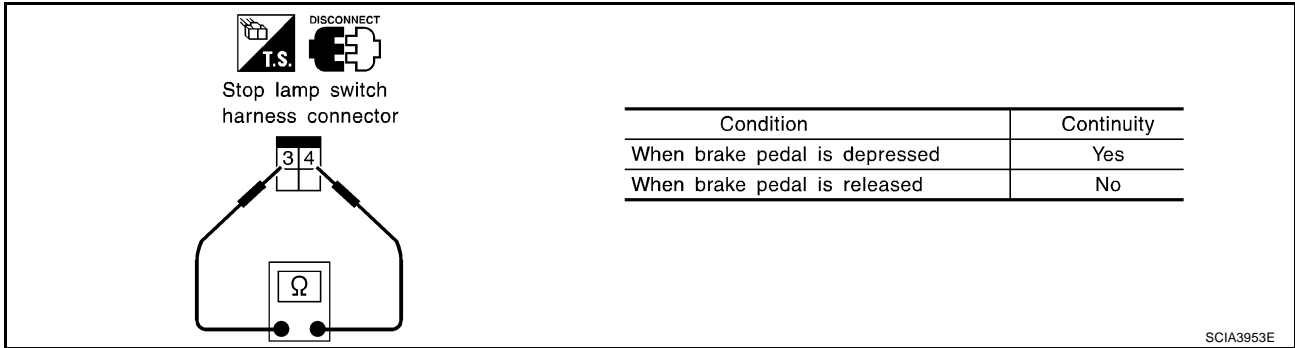 DISCONNECT
T.S.
Stop lamp switch
harness connector
3 4
Ω
Condition Continuity
When brake pedal is depressed Yes
When brake pedal is released No
SCIA3953E